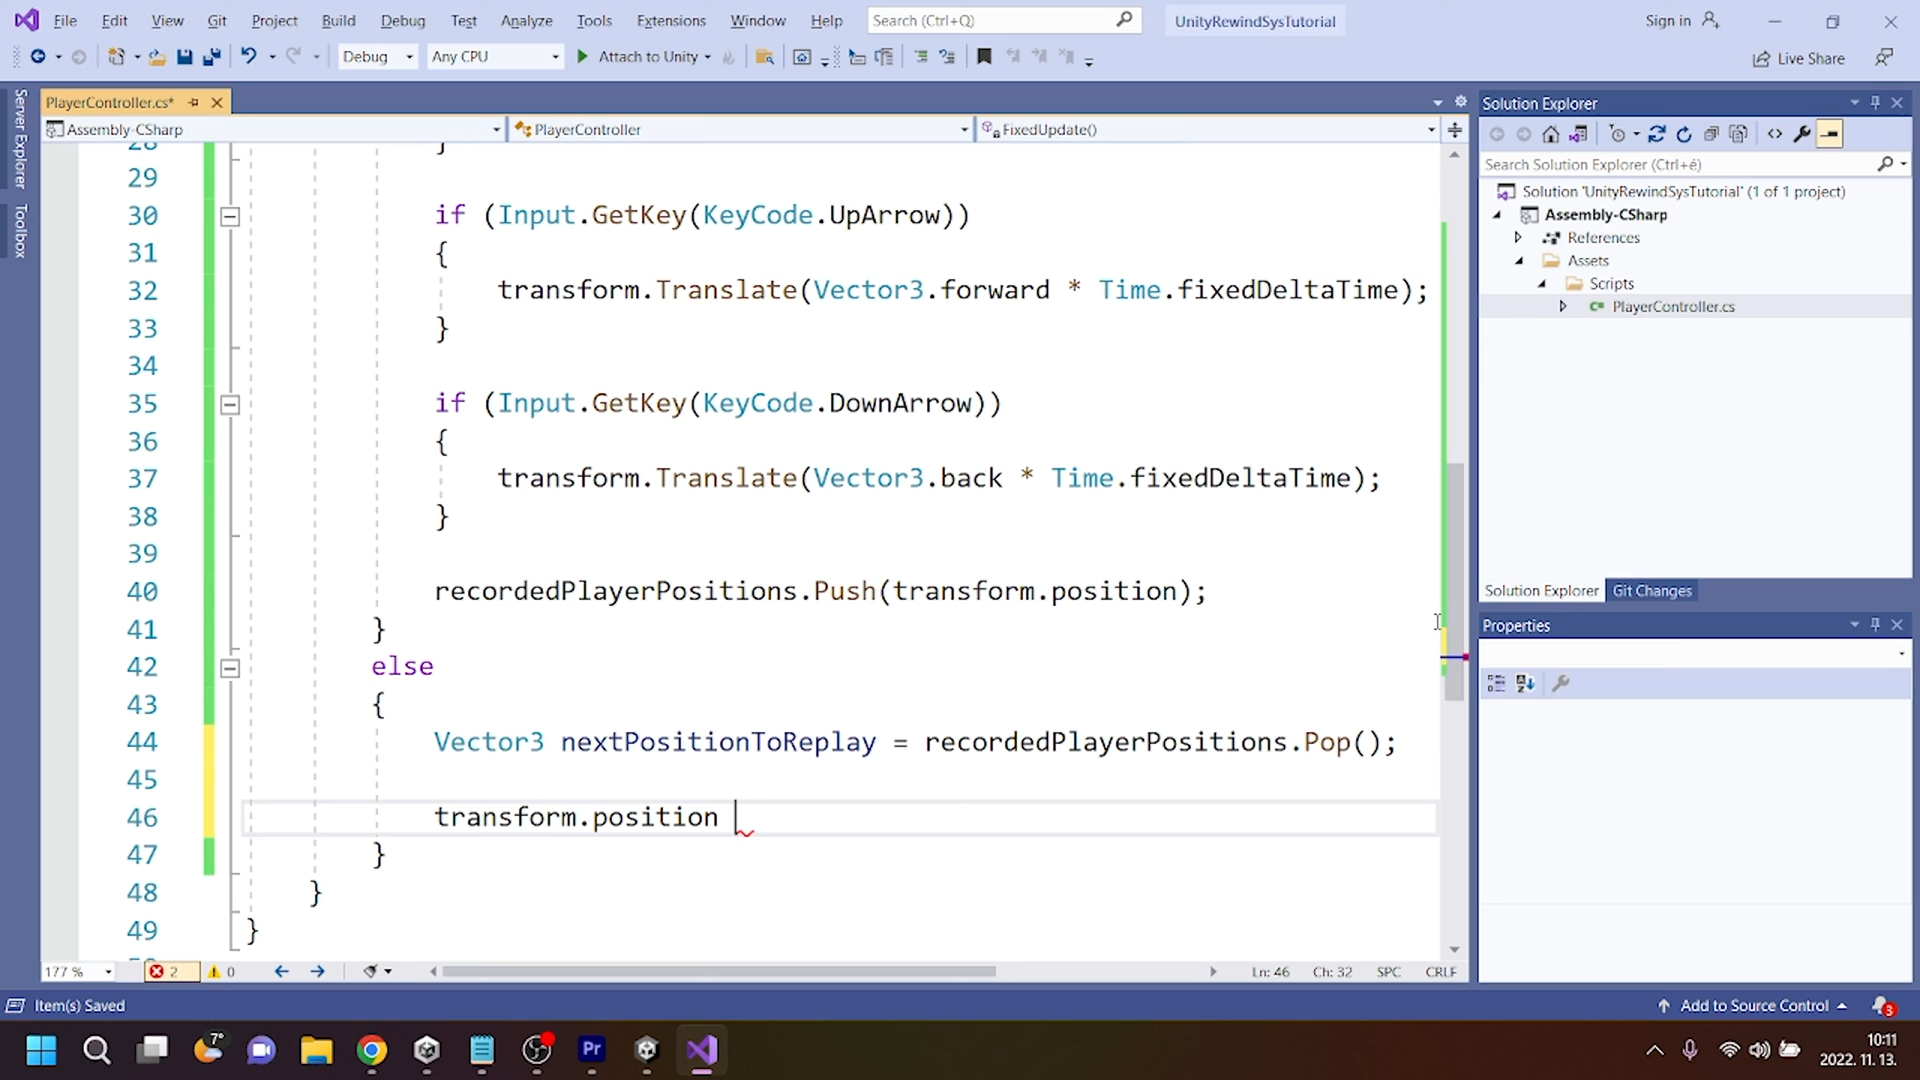 File Edit View Git Project Build Debug Test Analyze Tools Extensions Window Help Search (Ctrl+Q) UnityRewindSysTutorial Sign in
Debug Any CPU Attach to Unity Live Share
Server Explorer
Toolbox
PlayerController.cs*
Assembly-CSharp PlayerController FixedUpdate()
28 }
29
30 if (Input.GetKey(KeyCode.UpArrow))
31 {
32 transform.Translate(Vector3.forward * Time.fixedDeltaTime);
33 }
34
35 if (Input.GetKey(KeyCode.DownArrow))
36 {
37 transform.Translate(Vector3.back * Time.fixedDeltaTime);
38 }
39
40 recordedPlayerPositions.Push(transform.position);
41 }
42 else
43 {
44 Vector3 nextPositionToReplay = recordedPlayerPositions.Pop();
45
46 transform.position
47 }
48 }
49 }
177 % 2 0 Ln: 46 Ch: 32 SPC CRLF
Solution Explorer
Search Solution Explorer (Ctrl+é)
Solution 'UnityRewindSysTutorial' (1 of 1 project)
Assembly-CSharp
References
Assets
Scripts
C# PlayerController.cs
Solution Explorer Git Changes
Properties
Item(s) Saved Add to Source Control 3
7° Pr
10:11
2022. 11. 13.